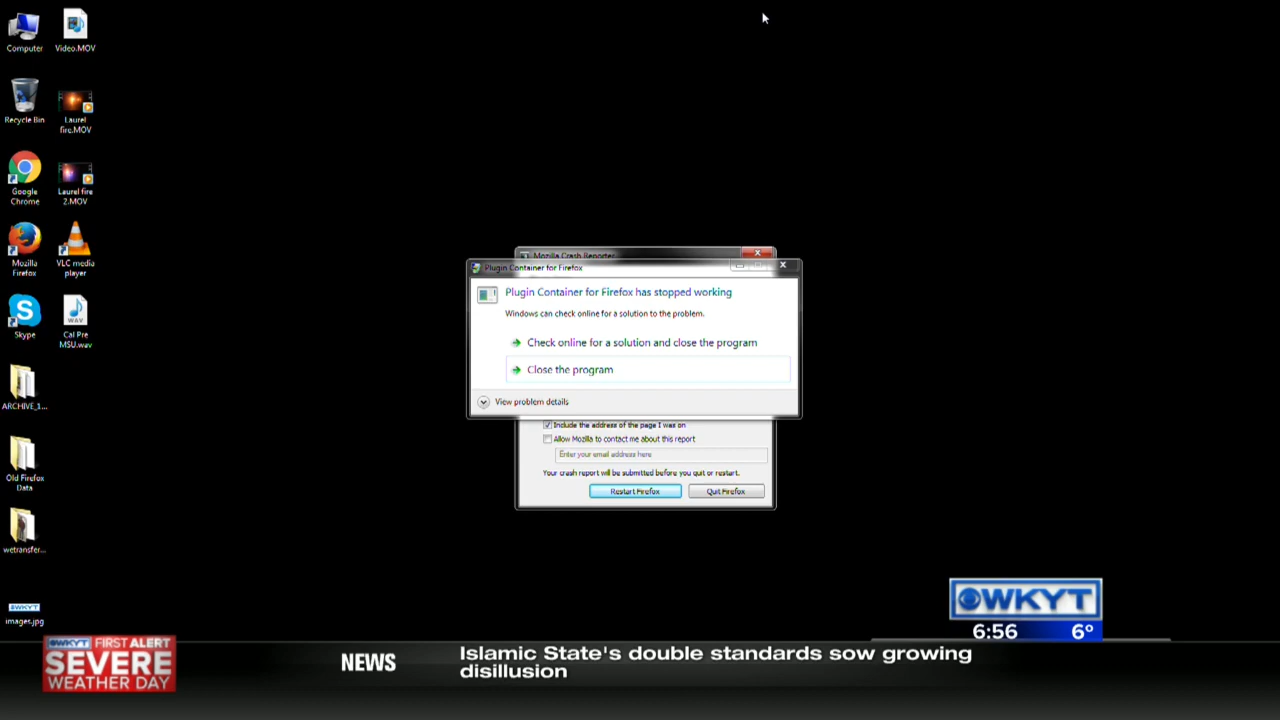 Computer
Video.MOV
Recycle Bin
Laurel
fire.MOV
Google
Chrome
Laurel fire
2.MOV
Mozilla
Firefox
VLC media
player
Skype
WAV
Cal Pre
MSU.wav
ARCHIVE_1...
Old Firefox
Data
wetransfer...
WKYT
images.jpg
Mozilla Crash Reporter
Plugin Container for Firefox
Plugin Container for Firefox has stopped working
Windows can check online for a solution to the problem.
Check online for a solution and close the program
Close the program
View problem details
Include the address of the page I was on
Allow Mozilla to contact me about this report
Enter your email address here
Your crash report will be submitted before you quit or restart.
Restart Firefox
Quit Firefox
WKYT
6:56 6°
WKYT FIRST ALERT
SEVERE
WEATHER DAY
NEWS
Islamic State's double standards sow growing
disillusion